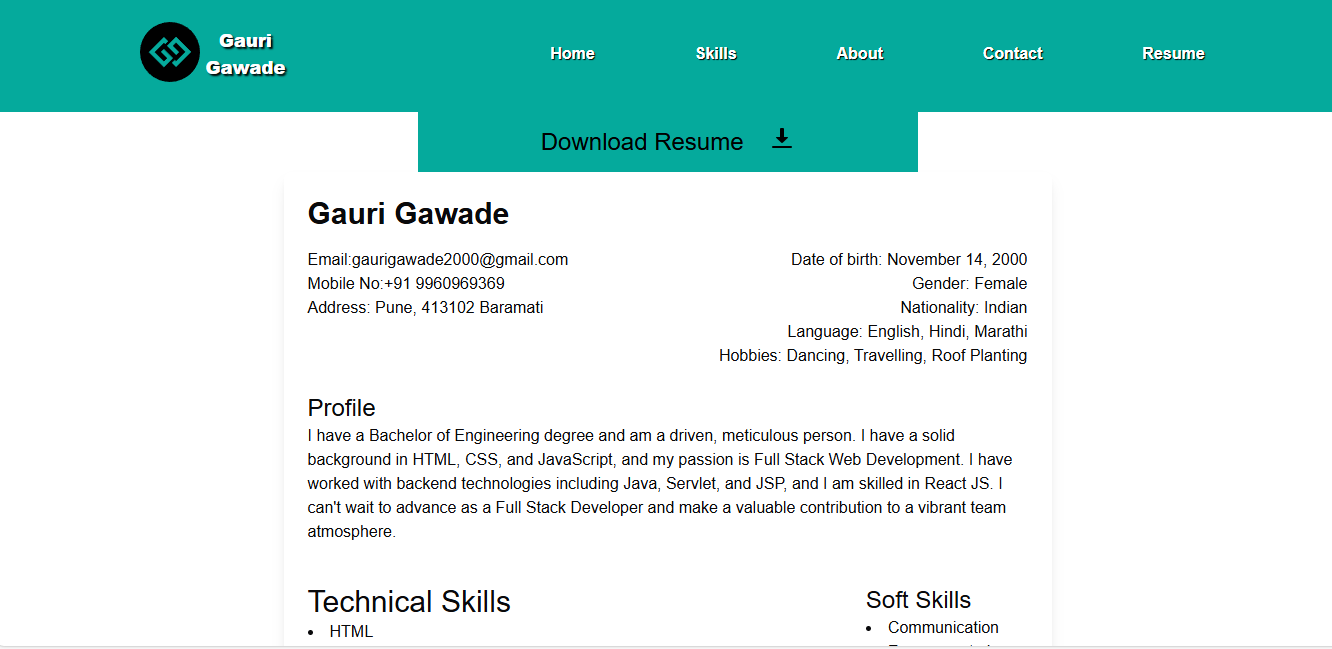 Gauri
Gawade
Home
Skills
About
Contact
Resume
Download Resume
Gauri Gawade
Email:gaurigawade2000@gmail.com
Mobile No:+91 9960969369
Address: Pune, 413102 Baramati
Date of birth: November 14, 2000
Gender: Female
Nationality: Indian
Language: English, Hindi, Marathi
Hobbies: Dancing, Travelling, Roof Planting
Profile
I have a Bachelor of Engineering degree and am a driven, meticulous person. I have a solid
background in HTML, CSS, and JavaScript, and my passion is Full Stack Web Development. I have
worked with backend technologies including Java, Servlet, and JSP, and I am skilled in React JS. I
can't wait to advance as a Full Stack Developer and make a valuable contribution to a vibrant team
atmosphere.
Technical Skills
• HTML
Soft Skills
• Communication